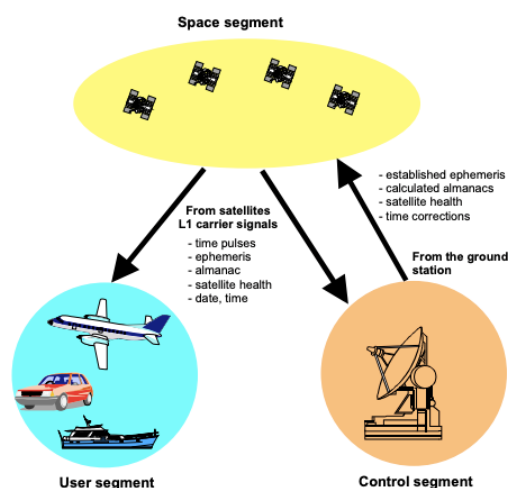 Space segment
- established ephemeris
- calculated almanacs
- satellite health
- time corrections
From satellites
L1 carrier signals
- time pulses
- ephemeris
- almanac
- satellite health
- date, time
From the ground
station
User segment
Control segment